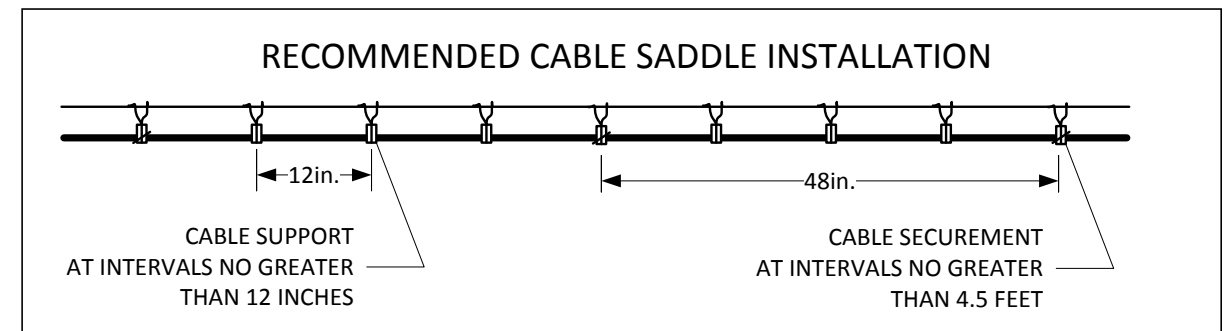 RECOMMENDED CABLE SADDLE INSTALLATION
12in.
48in.
CABLE SUPPORT
AT INTERVALS NO GREATER
THAN 12 INCHES
CABLE SECUREMENT
AT INTERVALS NO GREATER
THAN 4.5 FEET